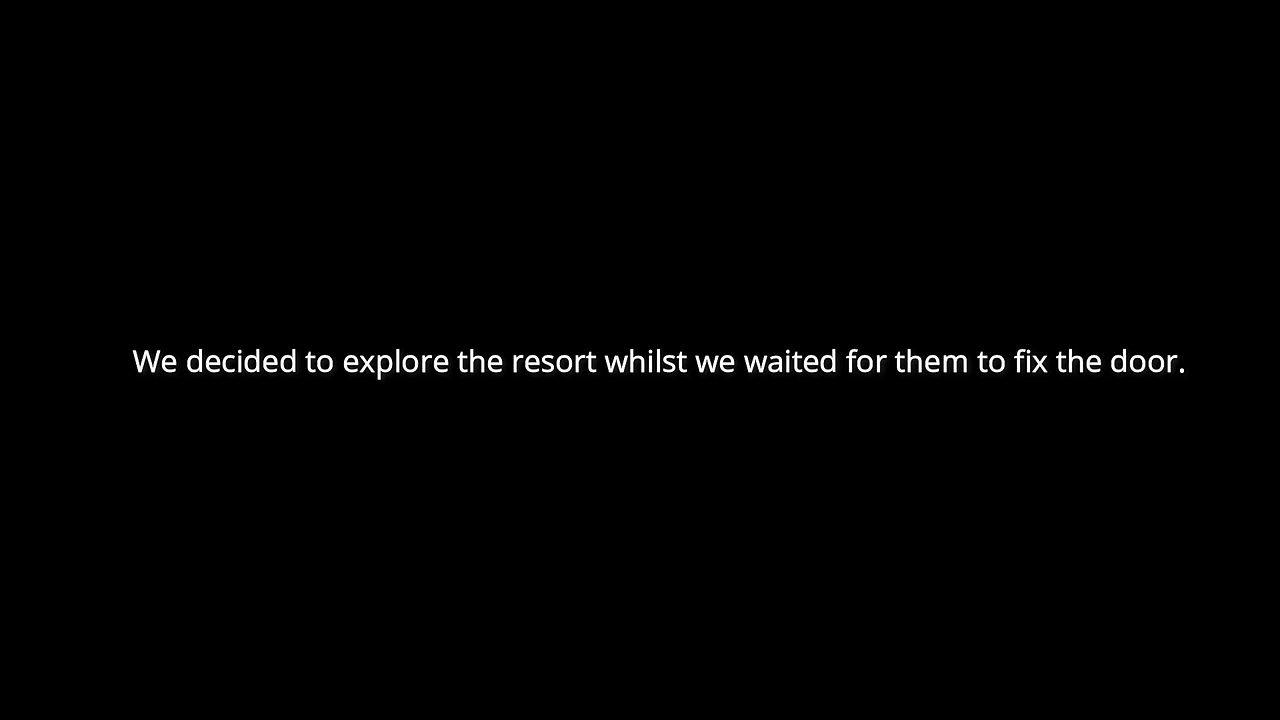 We decided to explore the resort whilst we waited for them to fix the door.